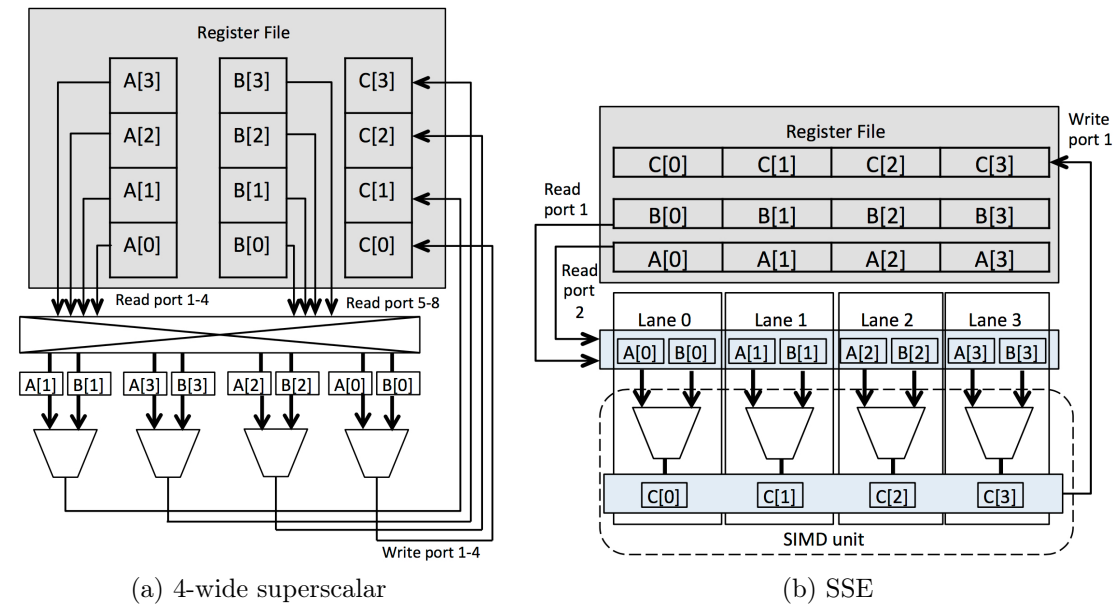 Register File
A[3] B[3] C[3]
A[2] B[2] C[2]
A[1] B[1] C[1]
A[0] B[0] C[0]
Read port 1-4
Read port 5-8
A[1] B[1] A[3] B[3] A[2] B[2] A[0] B[0]
Write port 1-4
(a) 4-wide superscalar
Register File
Write
port 1
C[0] C[1] C[2] C[3]
Read
port 1
B[0] B[1] B[2] B[3]
A[0] A[1] A[2] A[3]
Read
port
2
Lane 0 Lane 1 Lane 2 Lane 3
A[0] B[0] A[1] B[1] A[2] B[2] A[3] B[3]
C[0] C[1] C[2] C[3]
SIMD unit
(b) SSE